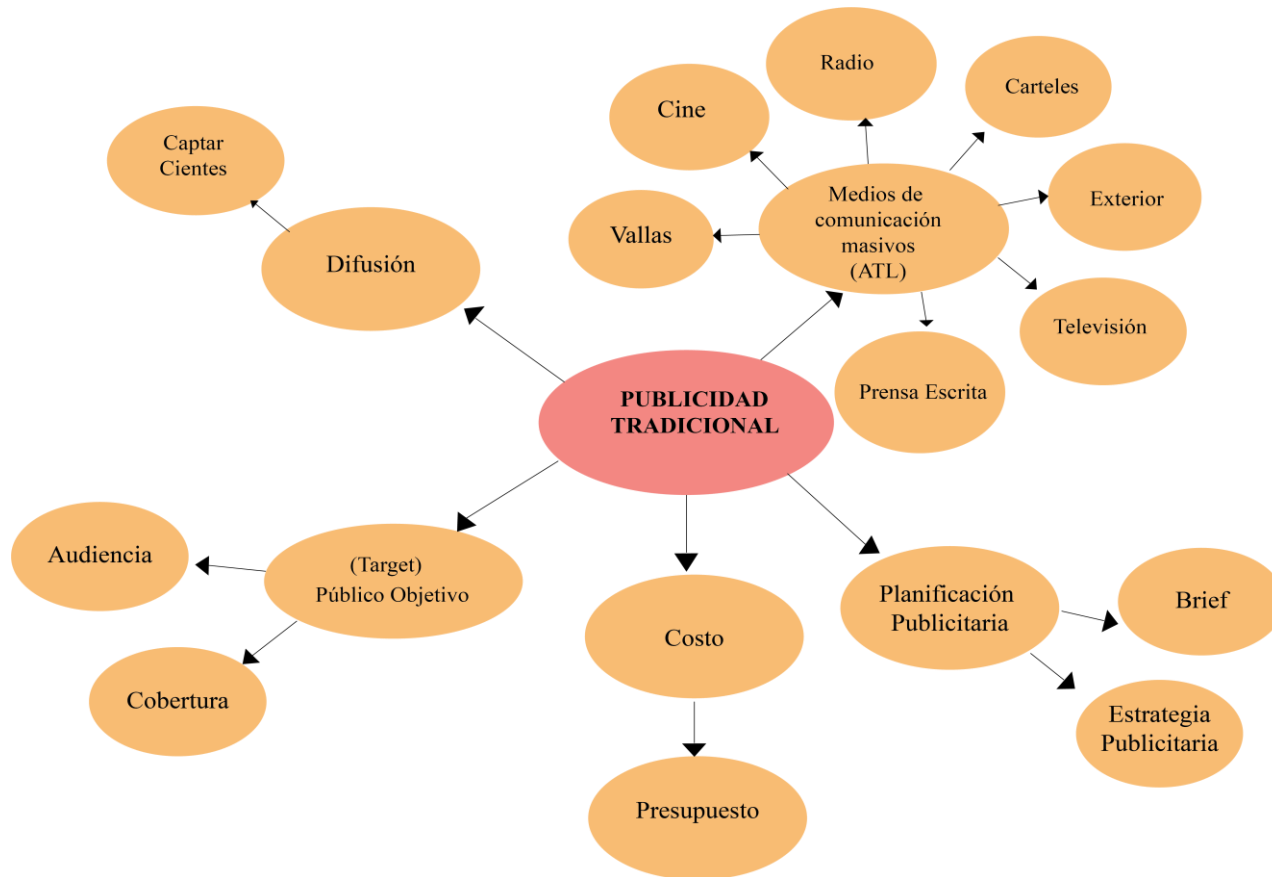 Radio
Carteles
Cine
Captar
Cientes
Medios de
comunicación
masivos
(ATL)
Exterior
Vallas
Difusión
Televisión
Prensa Escrita
PUBLICIDAD
TRADICIONAL
Audiencia
(Target)
Público Objetivo
Planificación
Publicitaria
Brief
Costo
Cobertura
Estrategia
Publicitaria
Presupuesto